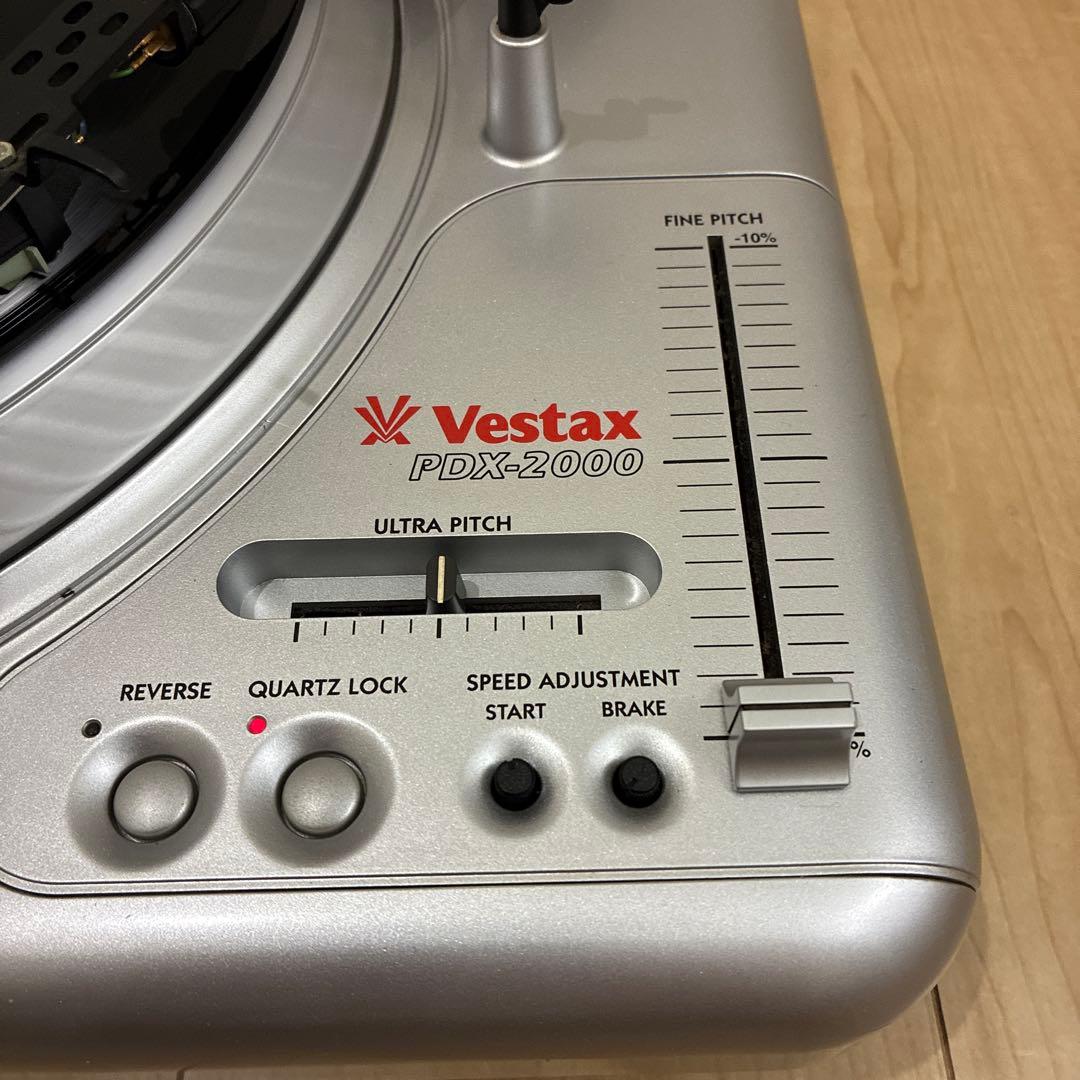 FINE PITCH
-10%
Vestax
PDX-2000
ULTRA PITCH
REVERSE
QUARTZ LOCK
SPEED ADJUSTMENT
START
BRAKE
%